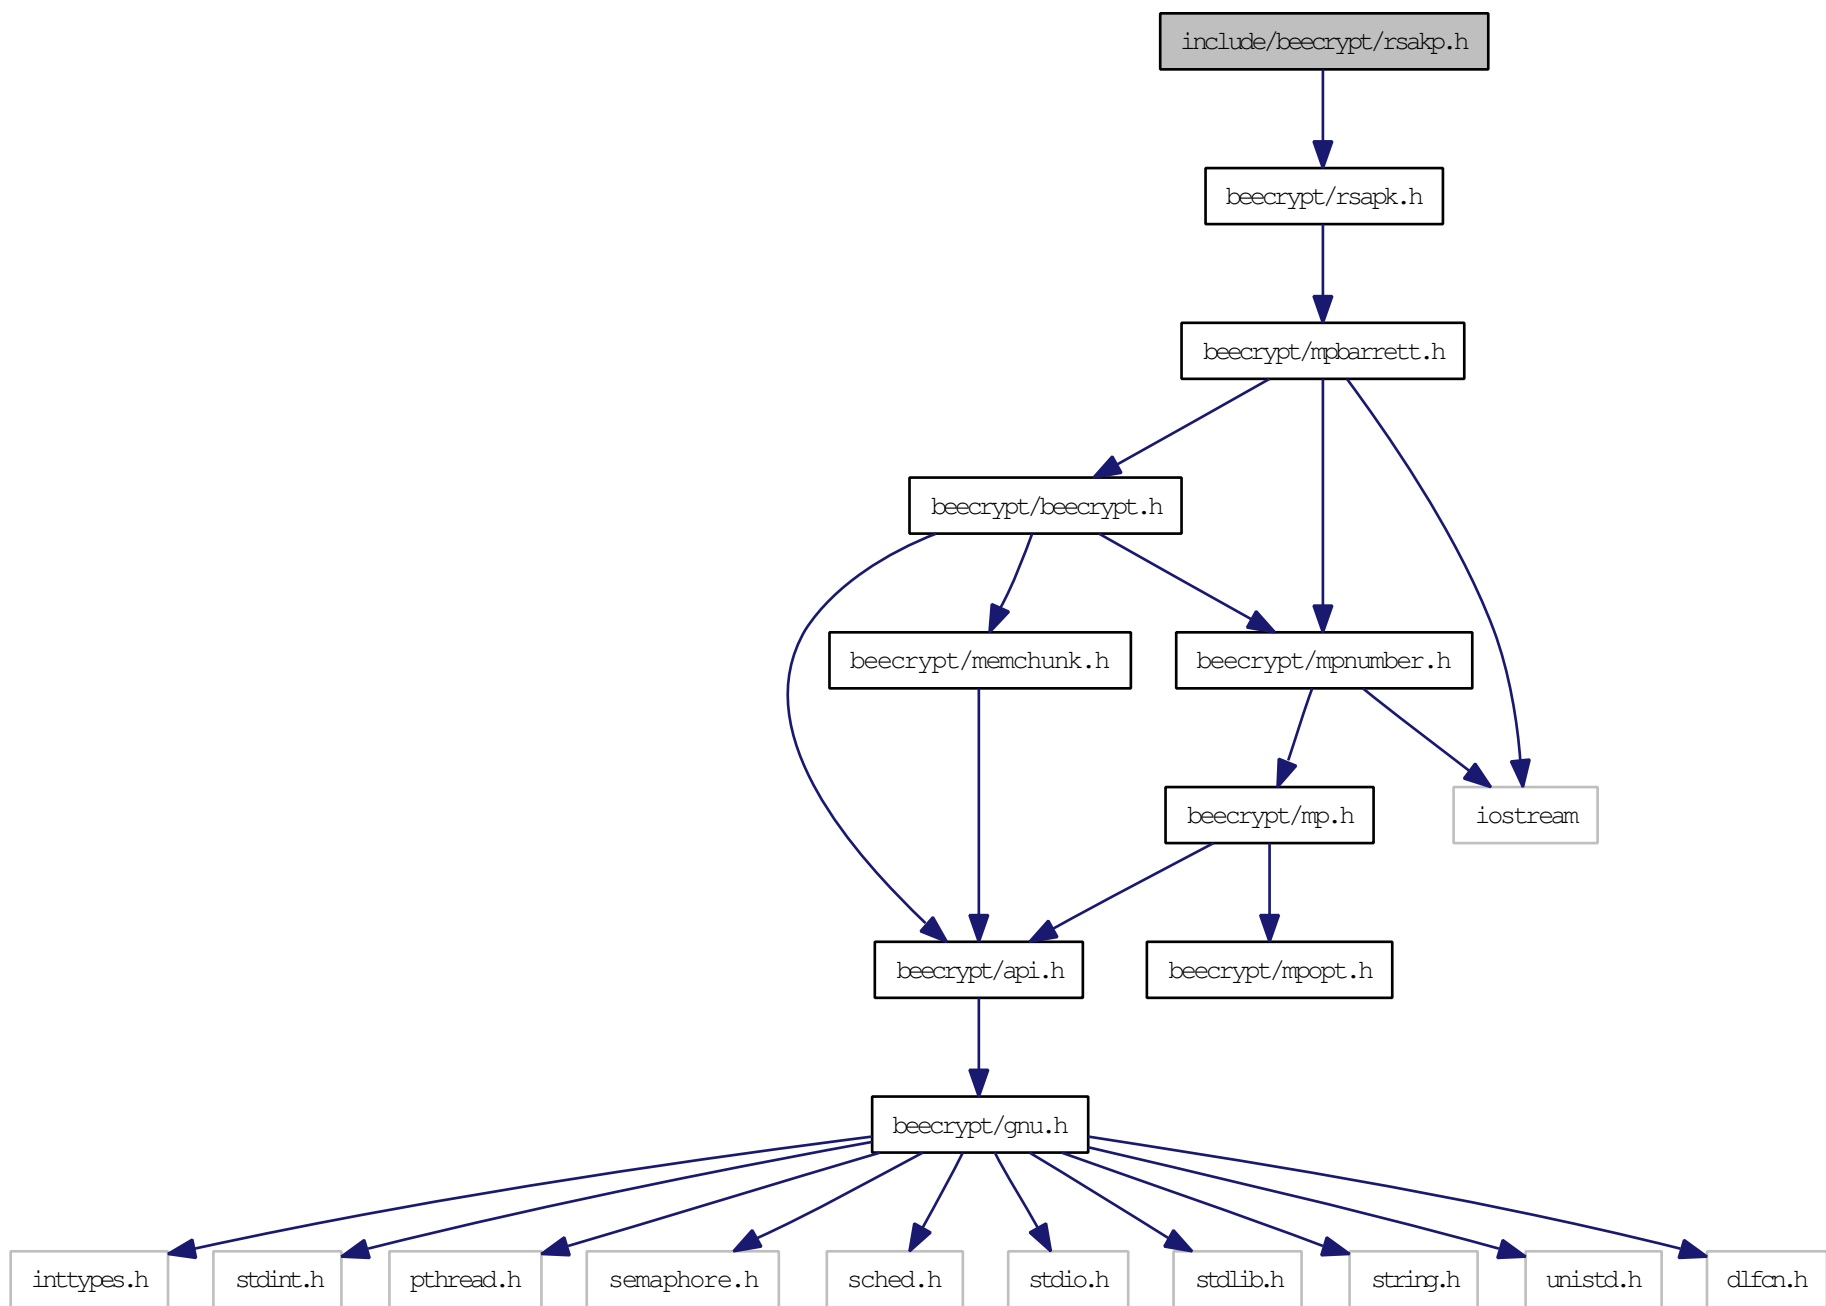 include/beecrypt/rsakp.h
beecrypt/rsapk.h
beecrypt/mpbarrett.h
beecrypt/beecrypt.h
beecrypt/memchunk.h
beecrypt/mpnumber.h
beecrypt/mp.h
iostream
beecrypt/api.h
beecrypt/mpopt.h
beecrypt/gnu.h
inttypes.h
stdint.h
pthread.h
semaphore.h
sched.h
stdio.h
stdlib.h
string.h
unistd.h
dlfcn.h